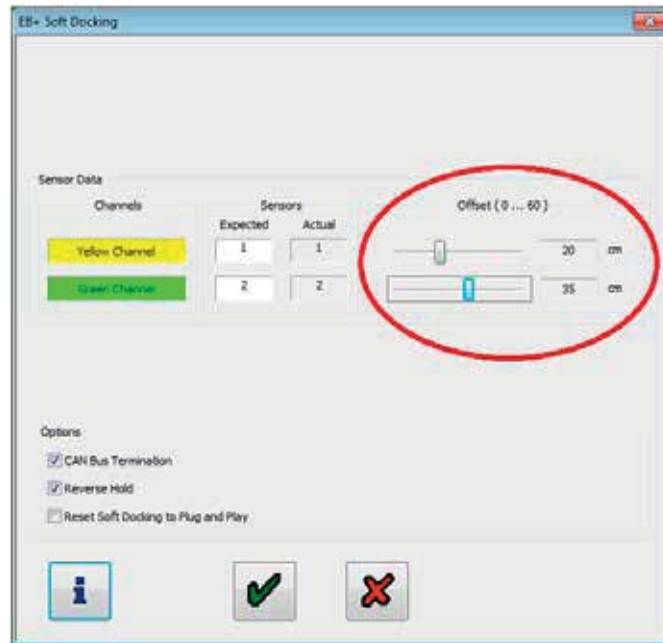 EB+ Soft Docking
Sensor Data
Channels Sensors Offset ( 0 ... 60 )
Expected Actual
Yellow Channel 1 1 20 cm
Green Channel 2 2 35 cm
Options
CAN Bus Termination
Reverse Hold
Reset Soft Docking to Plug and Play
i